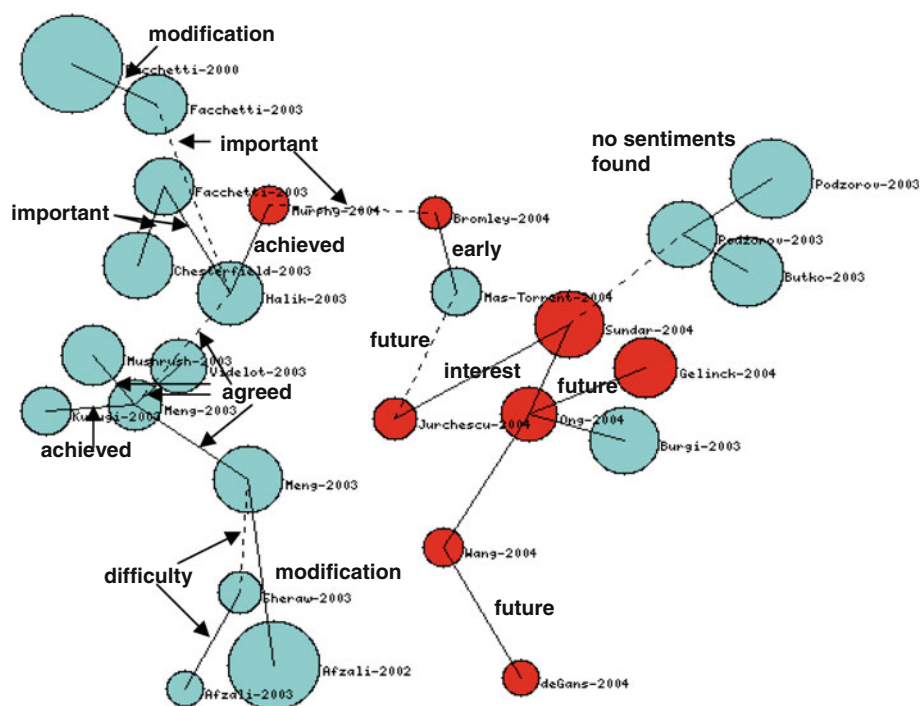 modification
Facchetti-2000
Facchetti-2003
important
no sentiments
found
Podzorov-2003
Facchetti-2003
Murphy-2004
Bromley-2004
important
achieved
early
Podzorov-2003
Chesterfield-2003
Butko-2003
Halik-2003
Mas-Torrent-2004
Sundar-2004
future
Mushrush-2003
Videlot-2003
interest
future
Gelinck-2004
agreed
Meng-2003
Jurchescu-2004
Ong-2004
achieved
Burgi-2003
Meng-2003
Wang-2004
difficulty
modification
Sheraw-2003
future
Afzali-2002
deGans-2004
Afzali-2003